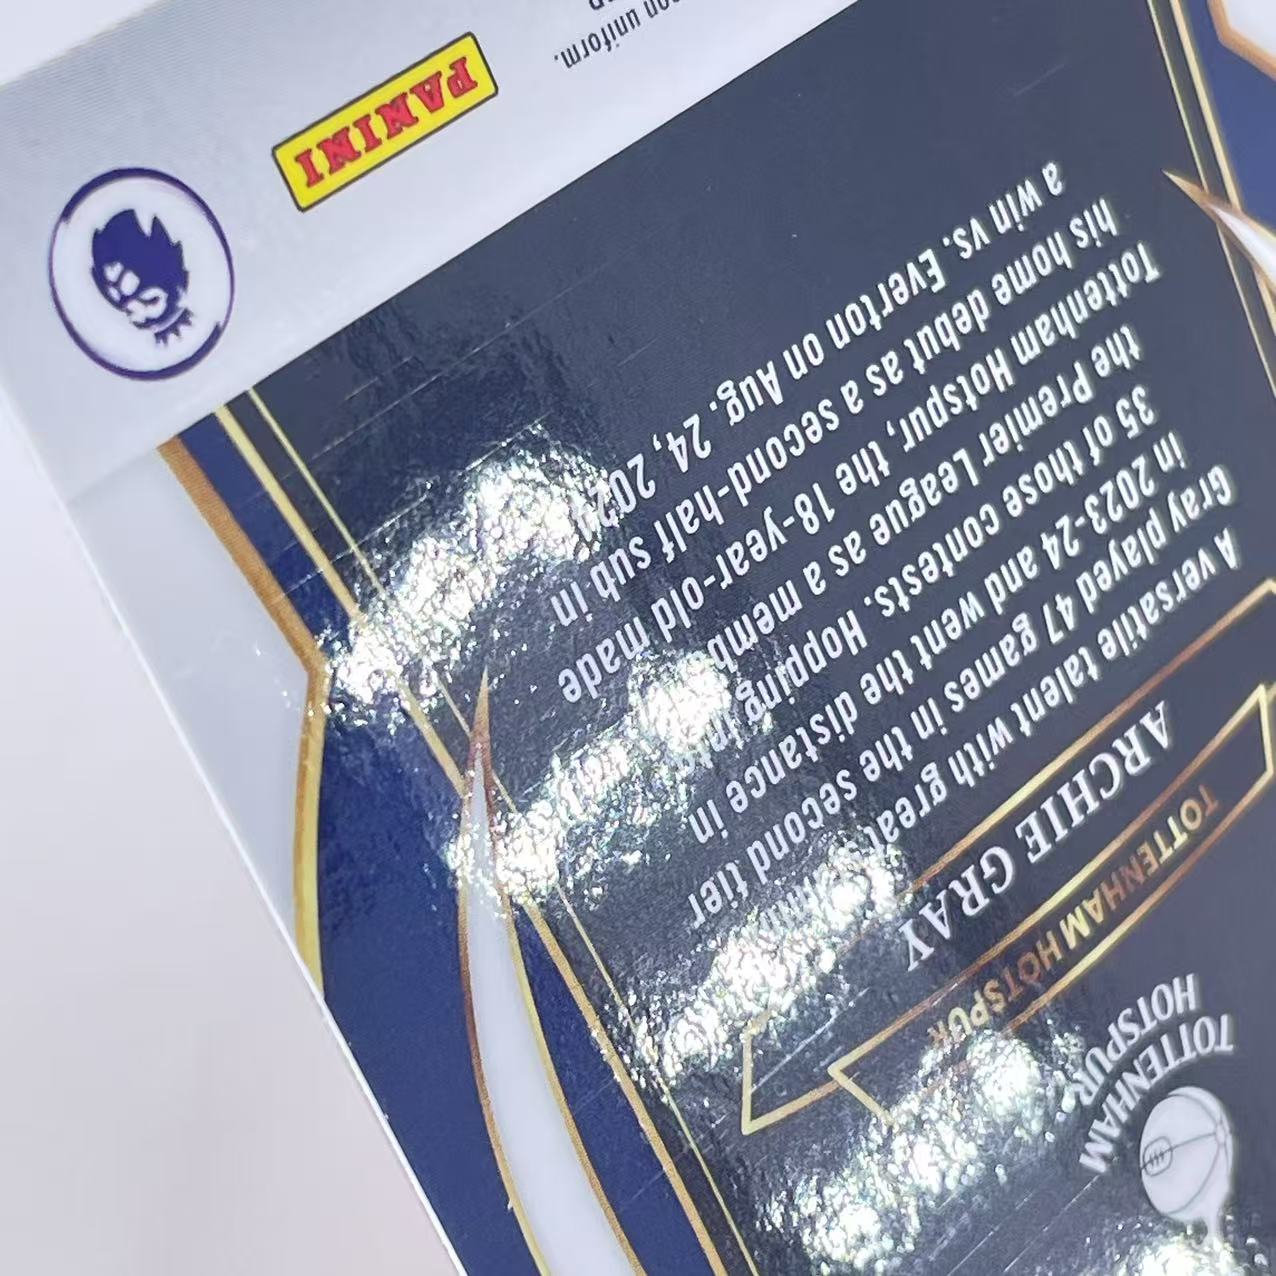 TOTTENHAM
HOTSPUR
TOTTENHAM HOTSPUR
ARCHIE GRAY
A versatile talent with great
Gray played 47 games in the second tier
in 2023-24 and went the distance in
35 of those contests. Hopping into
the Premier League as a memb
Tottenham Hotspur, the 18-year-old made
his home debut as a second-half sub in
a win vs. Everton on Aug. 24, 2024.
on uniform.
PANINI